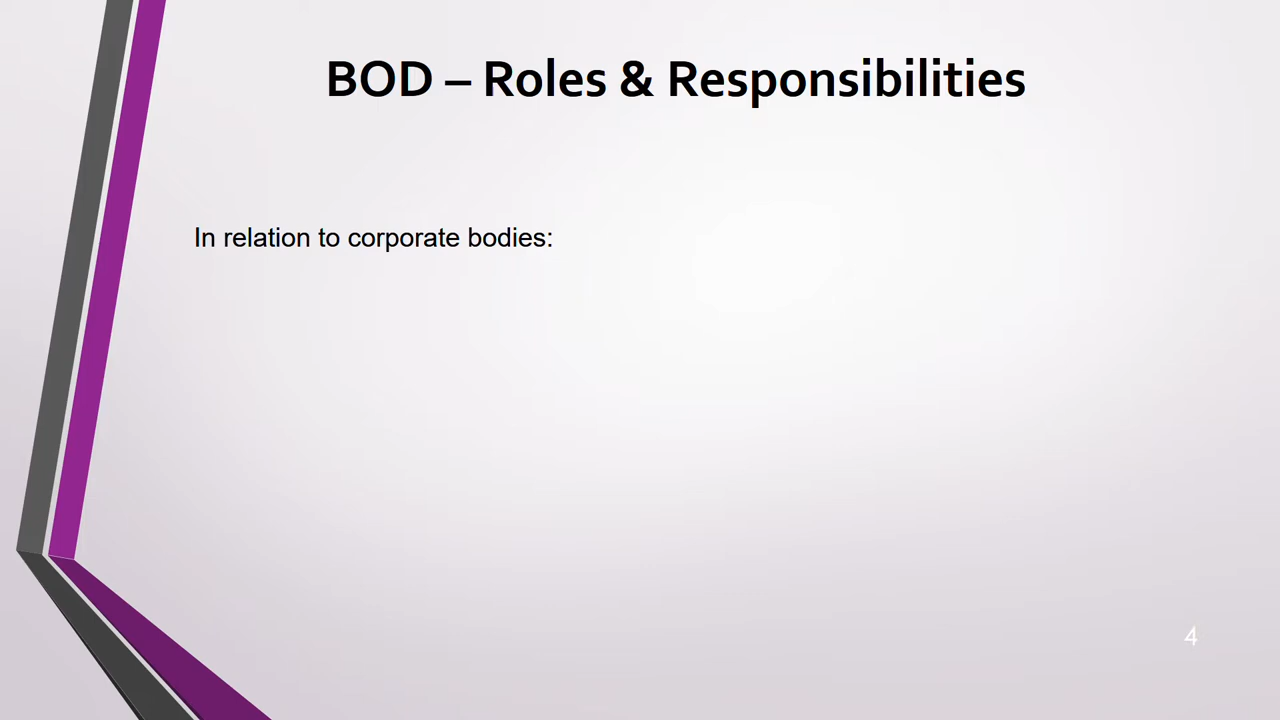 BOD – Roles & Responsibilities
In relation to corporate bodies:
4